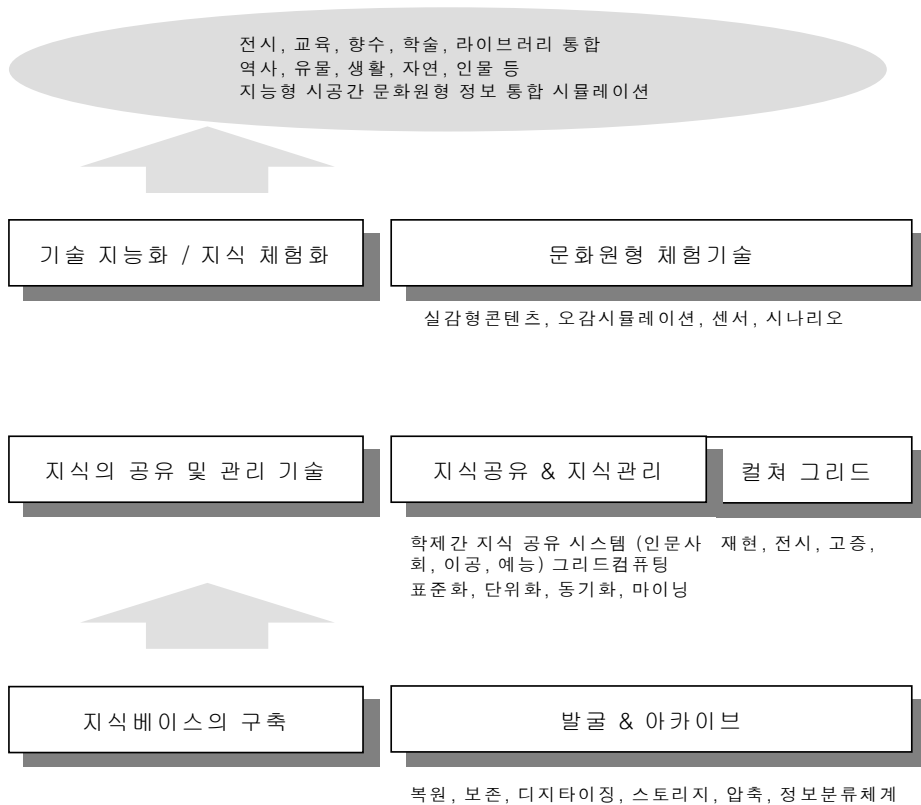 전시, 교육, 향수, 학술, 라이브러리 통합
역사, 유물, 생활, 자연, 인물 등
지능형 시공간 문화원형 정보 통합 시뮬레이션
기술 지능화 / 지식 체험화
문화원형 체험기술
실감형콘텐츠, 오감시뮬레이션, 센서, 시나리오
지식의 공유 및 관리 기술
지식공유 & 지식관리
컬쳐 그리드
학제간 지식 공유 시스템 (인문사
회, 이공, 예능) 그리드컴퓨팅
표준화, 단위화, 동기화, 마이닝
재현, 전시, 고증,
지식베이스의 구축
발굴 & 아카이브
복원, 보존, 디지타이징, 스토리지, 압축, 정보분류체계